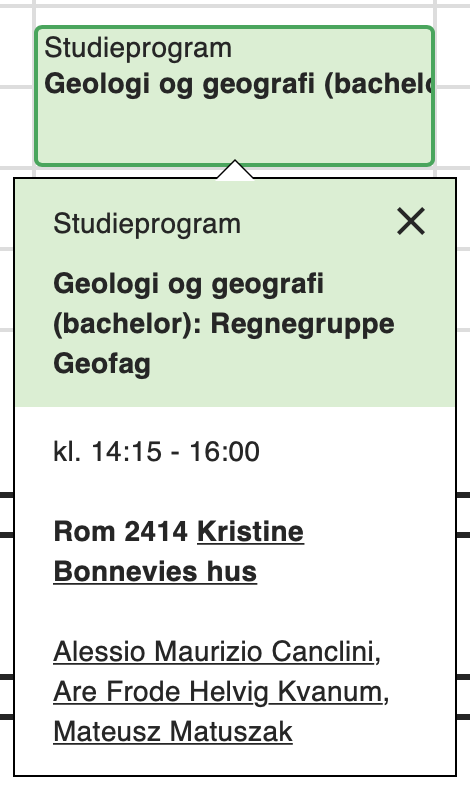 Studieprogram
Geologi og geografi (bachelo
Studieprogram
Geologi og geografi
(bachelor): Regnegruppe
Geofag
kl. 14:15 - 16:00
Rom 2414 Kristine
Bonnevies hus
Alessio Maurizio Canclini,
Are Frode Helvig Kvanum,
Mateusz Matuszak